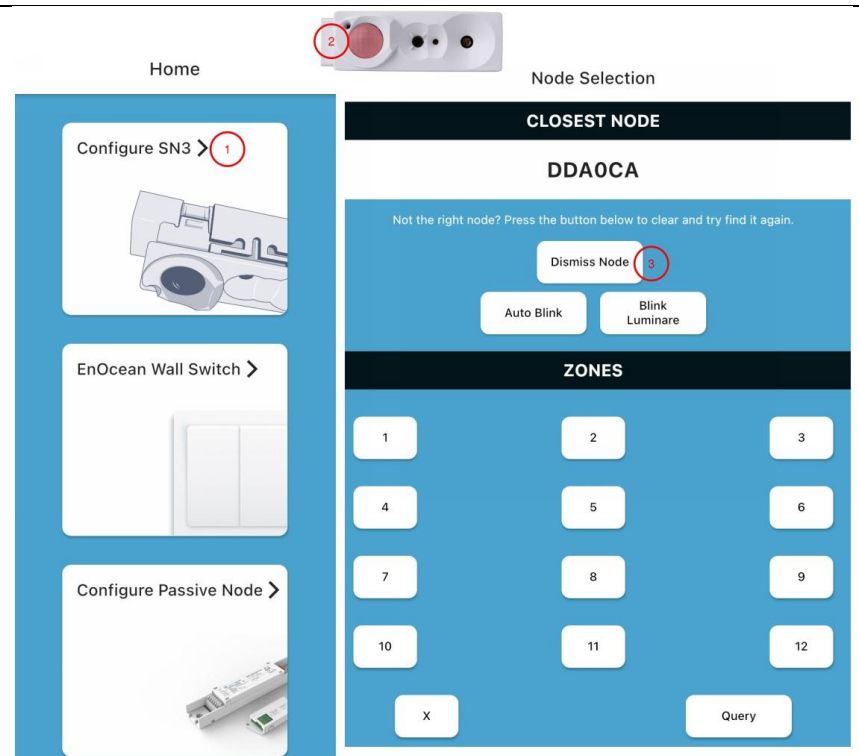 Home
Configure SN3 >
1
EnOcean Wall Switch >
Configure Passive Node >
2
Node Selection
CLOSEST NODE
DDA0CA
Not the right node? Press the button below to clear and try find it again.
Dismiss Node
3
Auto Blink
Blink
Luminare
ZONES
1 2 3
4 5 6
7 8 9
10 11 12
X Query